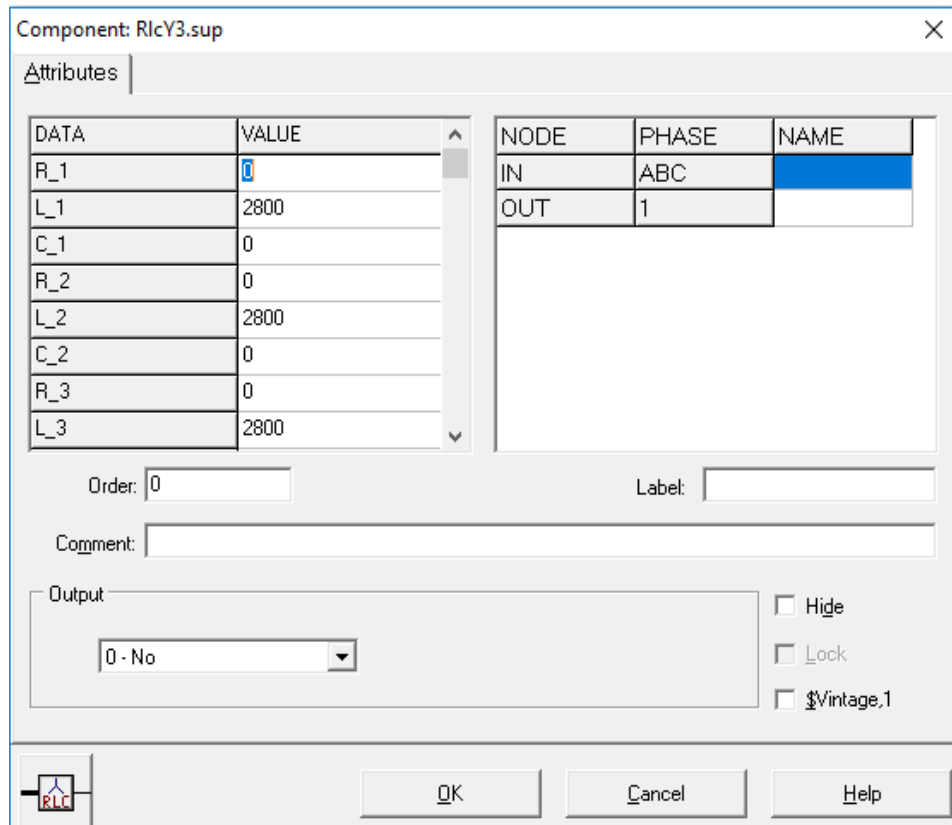 Component: RlcY3.sup
Attributes
DATA VALUE
R_1 0
L_1 2800
C_1 0
R_2 0
L_2 2800
C_2 0
R_3 0
L_3 2800
NODE PHASE NAME
IN ABC
OUT 1
Order: 0
Label:
Comment:
Output
0 - No
Hide
Lock
$Vintage,1
RLC
OK Cancel Help